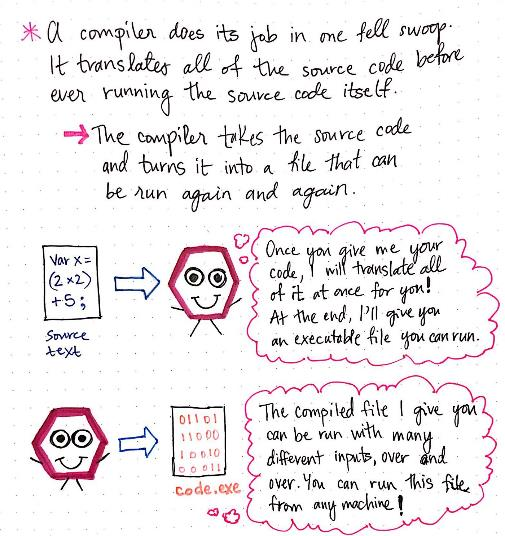 * A compiler does its job in one fell swoop.
It translates all of the source code before
ever running the source code itself.
→ The compiler takes the source code
and turns it into a file that can
be run again and again.
var x =
(2 x 2)
+ 5 ;
source
text
Once you give me your
code, I will translate all
of it at once for you!
At the end, I'll give you
an executable file you can run.
01101
11000
10010
00011
code.exe
The compiled file I give you
can be run with many
different inputs, over and
over. You can run this file
from any machine!